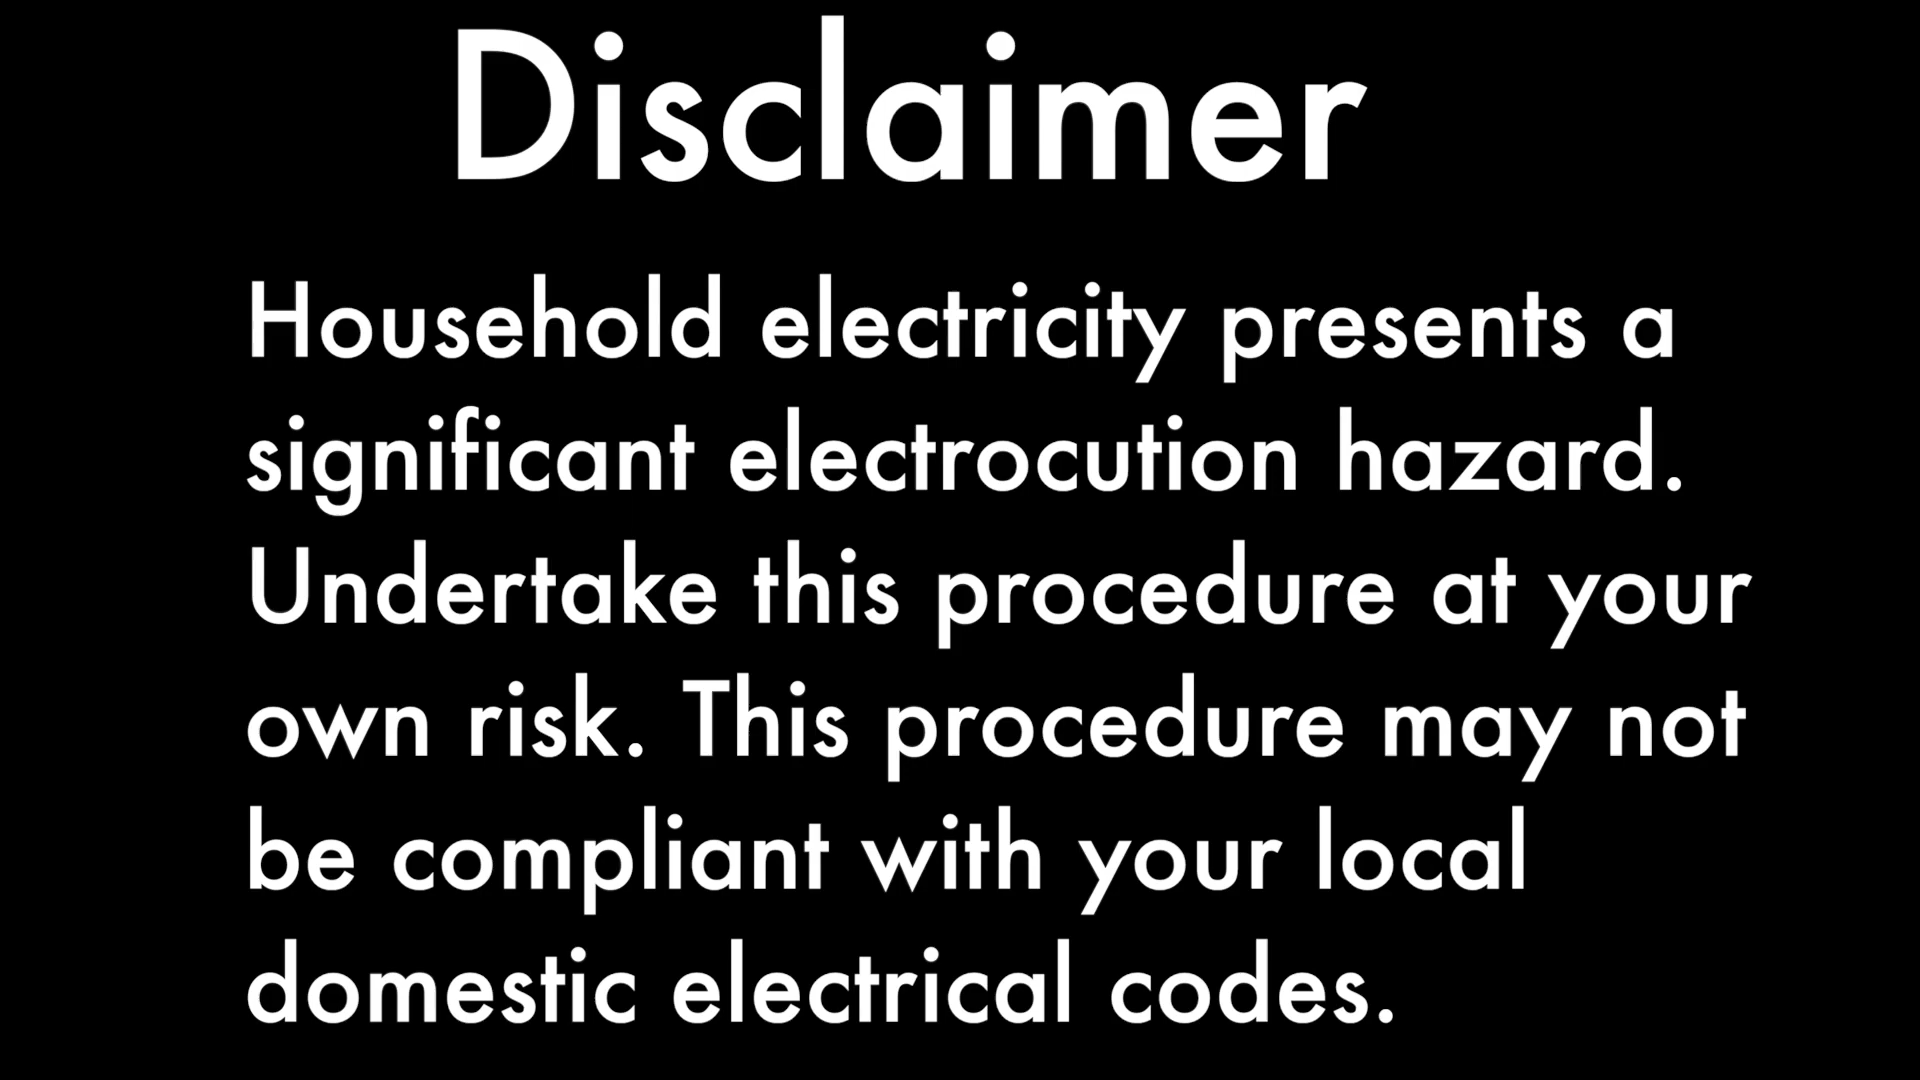 Disclaimer
Household electricity presents a
significant electrocution hazard.
Undertake this procedure at your
own risk. This procedure may not
be compliant with your local
domestic electrical codes.